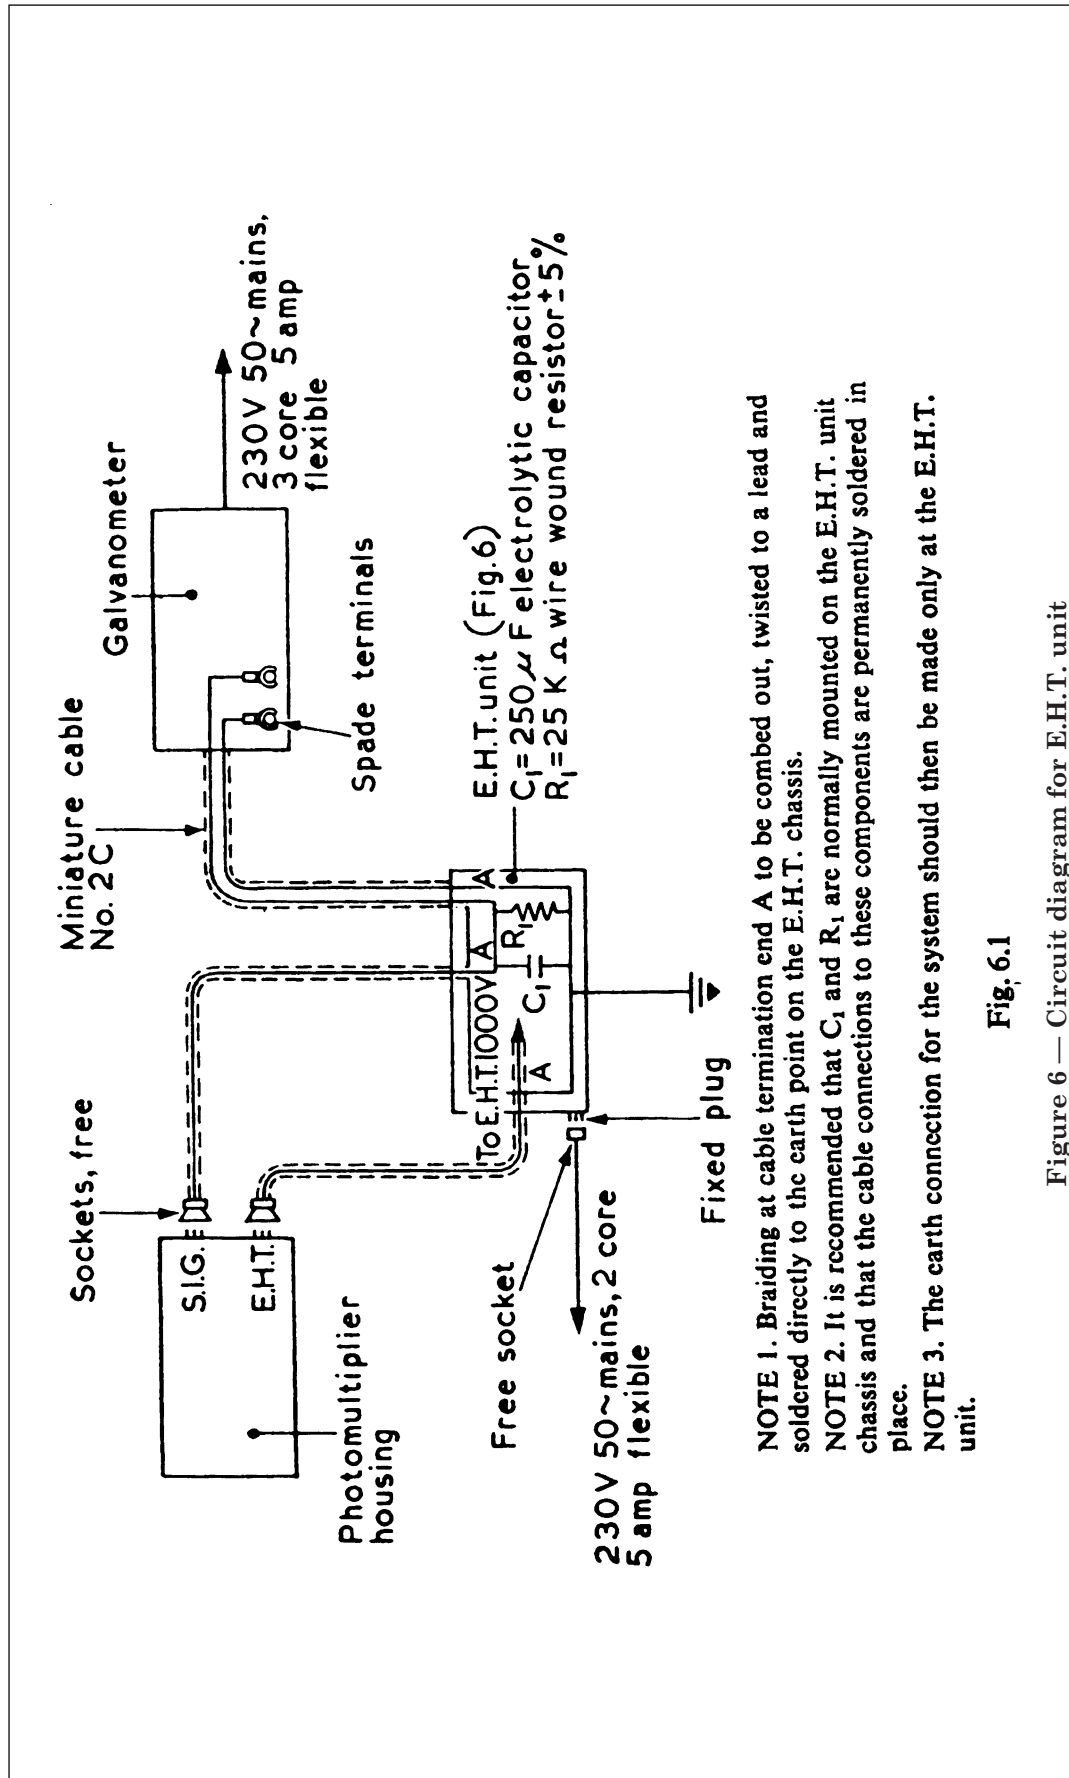 Miniature cable
No. 2C
Galvanometer
230V 50~mains,
3 core 5 amp
flexible
Spade terminals
Sockets, free
S.I.G.
E.H.T.
Photomultiplier
housing
To E.H.T.1000V
A
A
A
C₁
R₁
E.H.T. unit (Fig.6)
C₁=250μF electrolytic capacitor
R₁=25 KΩ wire wound resistor±5%
Free socket
Fixed plug
230V 50~mains, 2 core
5 amp flexible
NOTE 1. Braiding at cable termination end A to be combed out, twisted to a lead and
soldered directly to the earth point on the E.H.T. chassis.
NOTE 2. It is recommended that C₁ and R₁ are normally mounted on the E.H.T. unit
chassis and that the cable connections to these components are permanently soldered in
place.
NOTE 3. The earth connection for the system should then be made only at the E.H.T.
unit.
Fig. 6.1
Figure 6 — Circuit diagram for E.H.T. unit